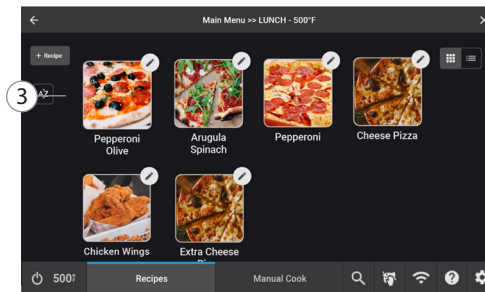 Main Menu >> LUNCH - 500°F
+ Recipe
3
Pepperoni
Olive
Arugula
Spinach
Pepperoni
Cheese Pizza
Chicken Wings
Extra Cheese
500°F
Recipes
Manual Cook